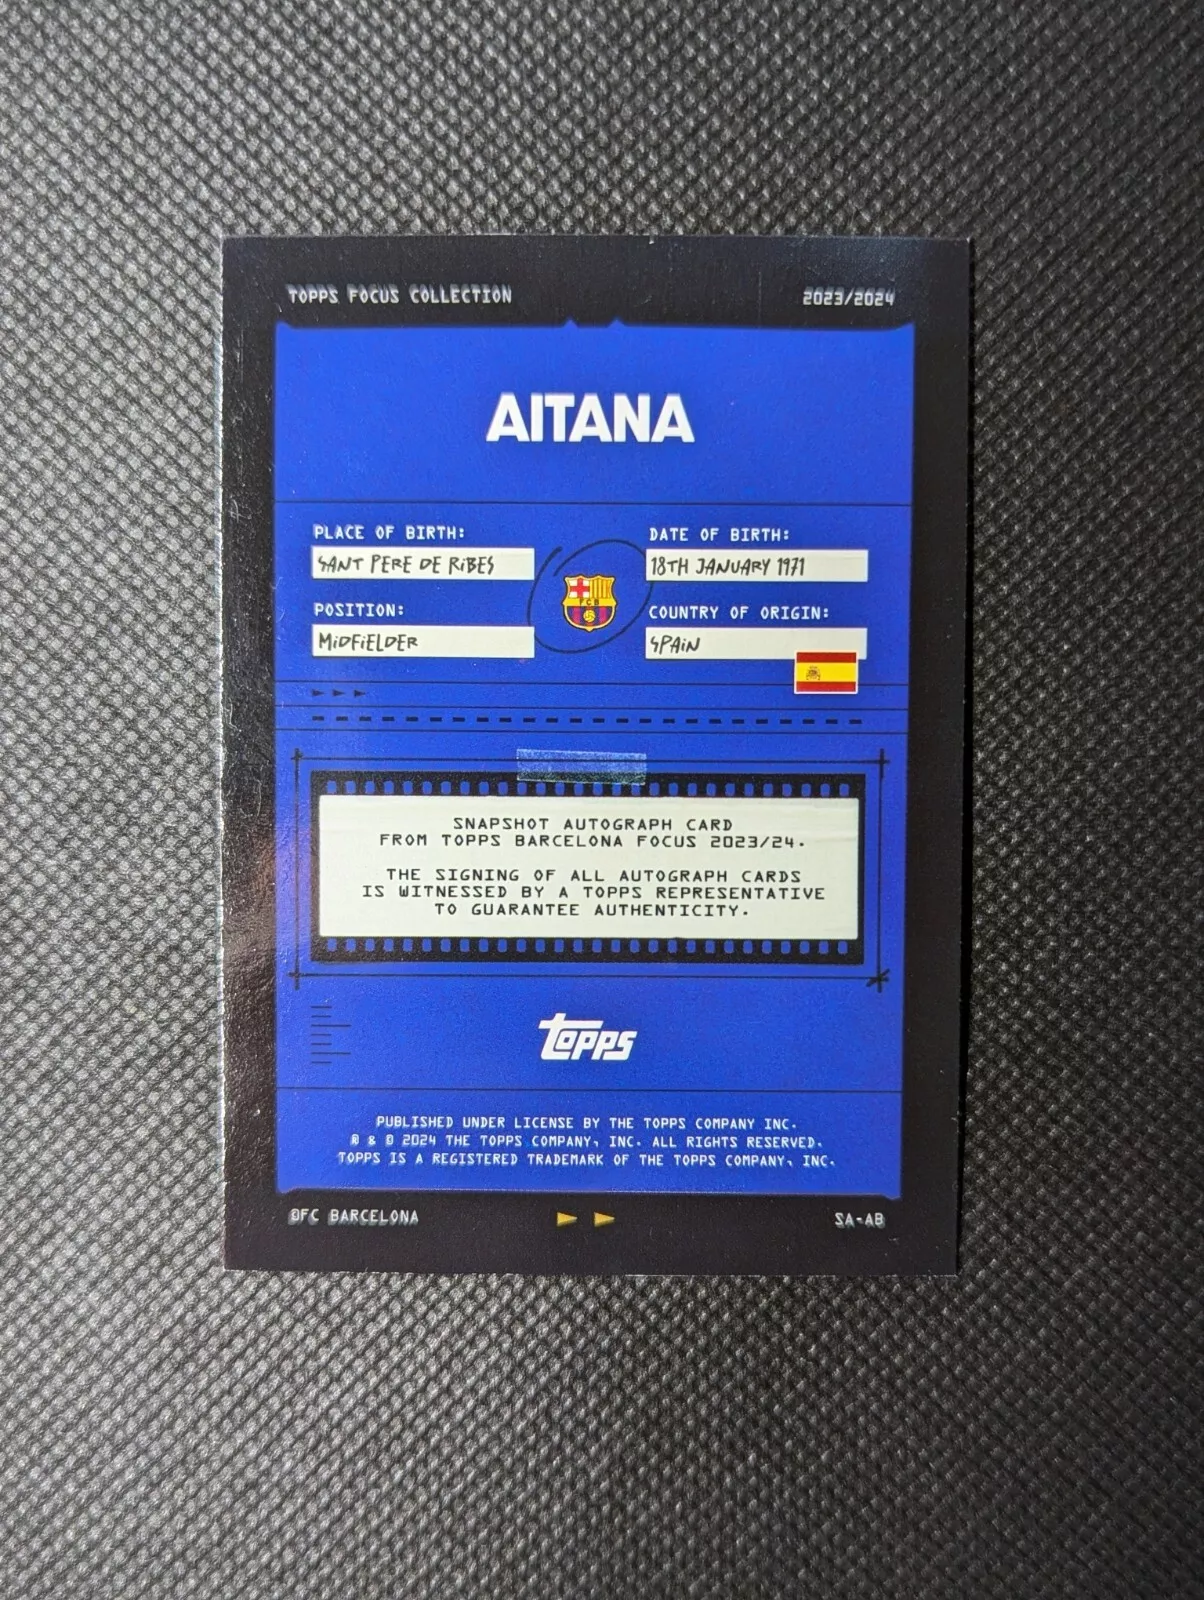 TOPPS FOCUS COLLECTION 2023/2024
AITANA
PLACE OF BIRTH: DATE OF BIRTH:
SANT PERE DE RiBES 18TH JANUARY 1971
POSITION: COUNTRY OF ORIGIN:
MiDFiELDER SPAiN
FCB
SNAPSHOT AUTOGRAPH CARD
FROM TOPPS BARCELONA FOCUS 2023/24.
THE SIGNING OF ALL AUTOGRAPH CARDS
IS WITNESSED BY A TOPPS REPRESENTATIVE
TO GUARANTEE AUTHENTICITY.
topps
PUBLISHED UNDER LICENSE BY THE TOPPS COMPANY INC.
® & © 2024 THE TOPPS COMPANY, INC. ALL RIGHTS RESERVED.
TOPPS IS A REGISTERED TRADEMARK OF THE TOPPS COMPANY, INC.
©FC BARCELONA SA-AB